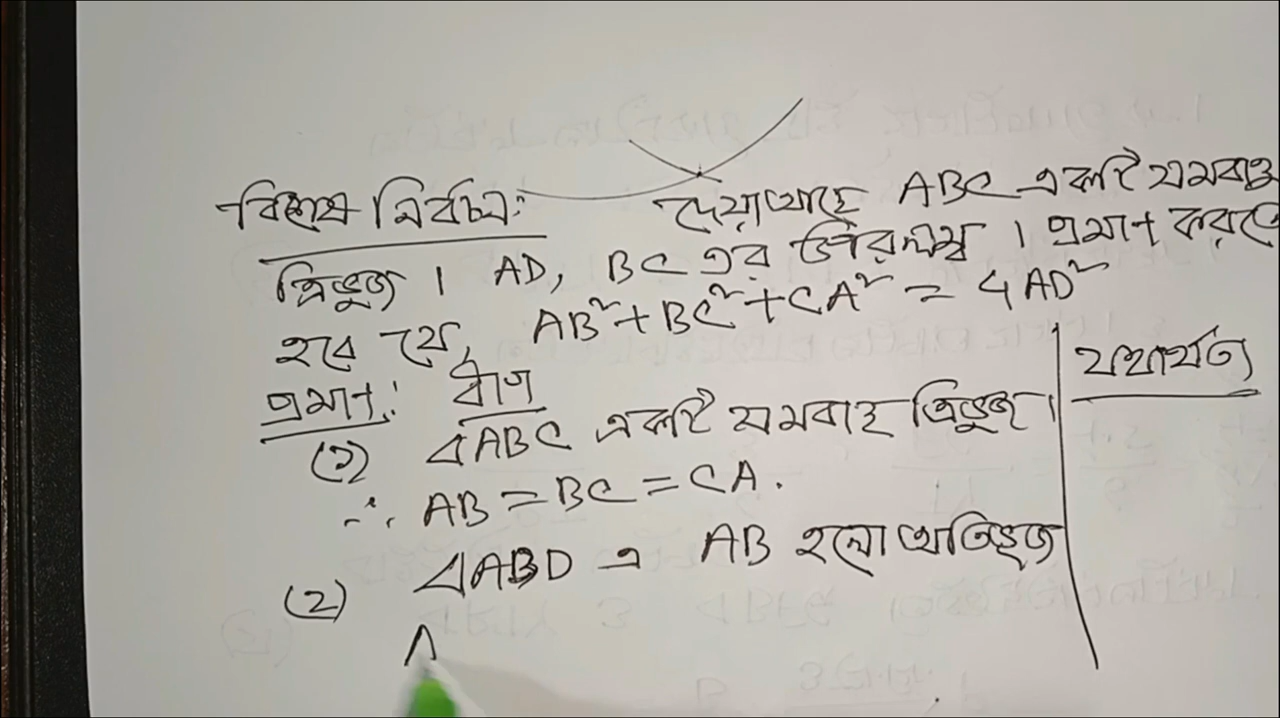 বিশেষ নির্বচন: দেয়া আছে ABC একটি সমবাহু
ত্রিভুজ । AD, BC এর উপর লম্ব । প্রমাণ করতে
হবে যে, AB²+BC²+CA² = 4AD²
প্রমাণ: ধাপ যথার্থতা
(১) △ABC একটি সমবাহু ত্রিভুজ।
∴ AB = BC = CA.
(2) △ABD এ AB হলো অতিভুজ
A